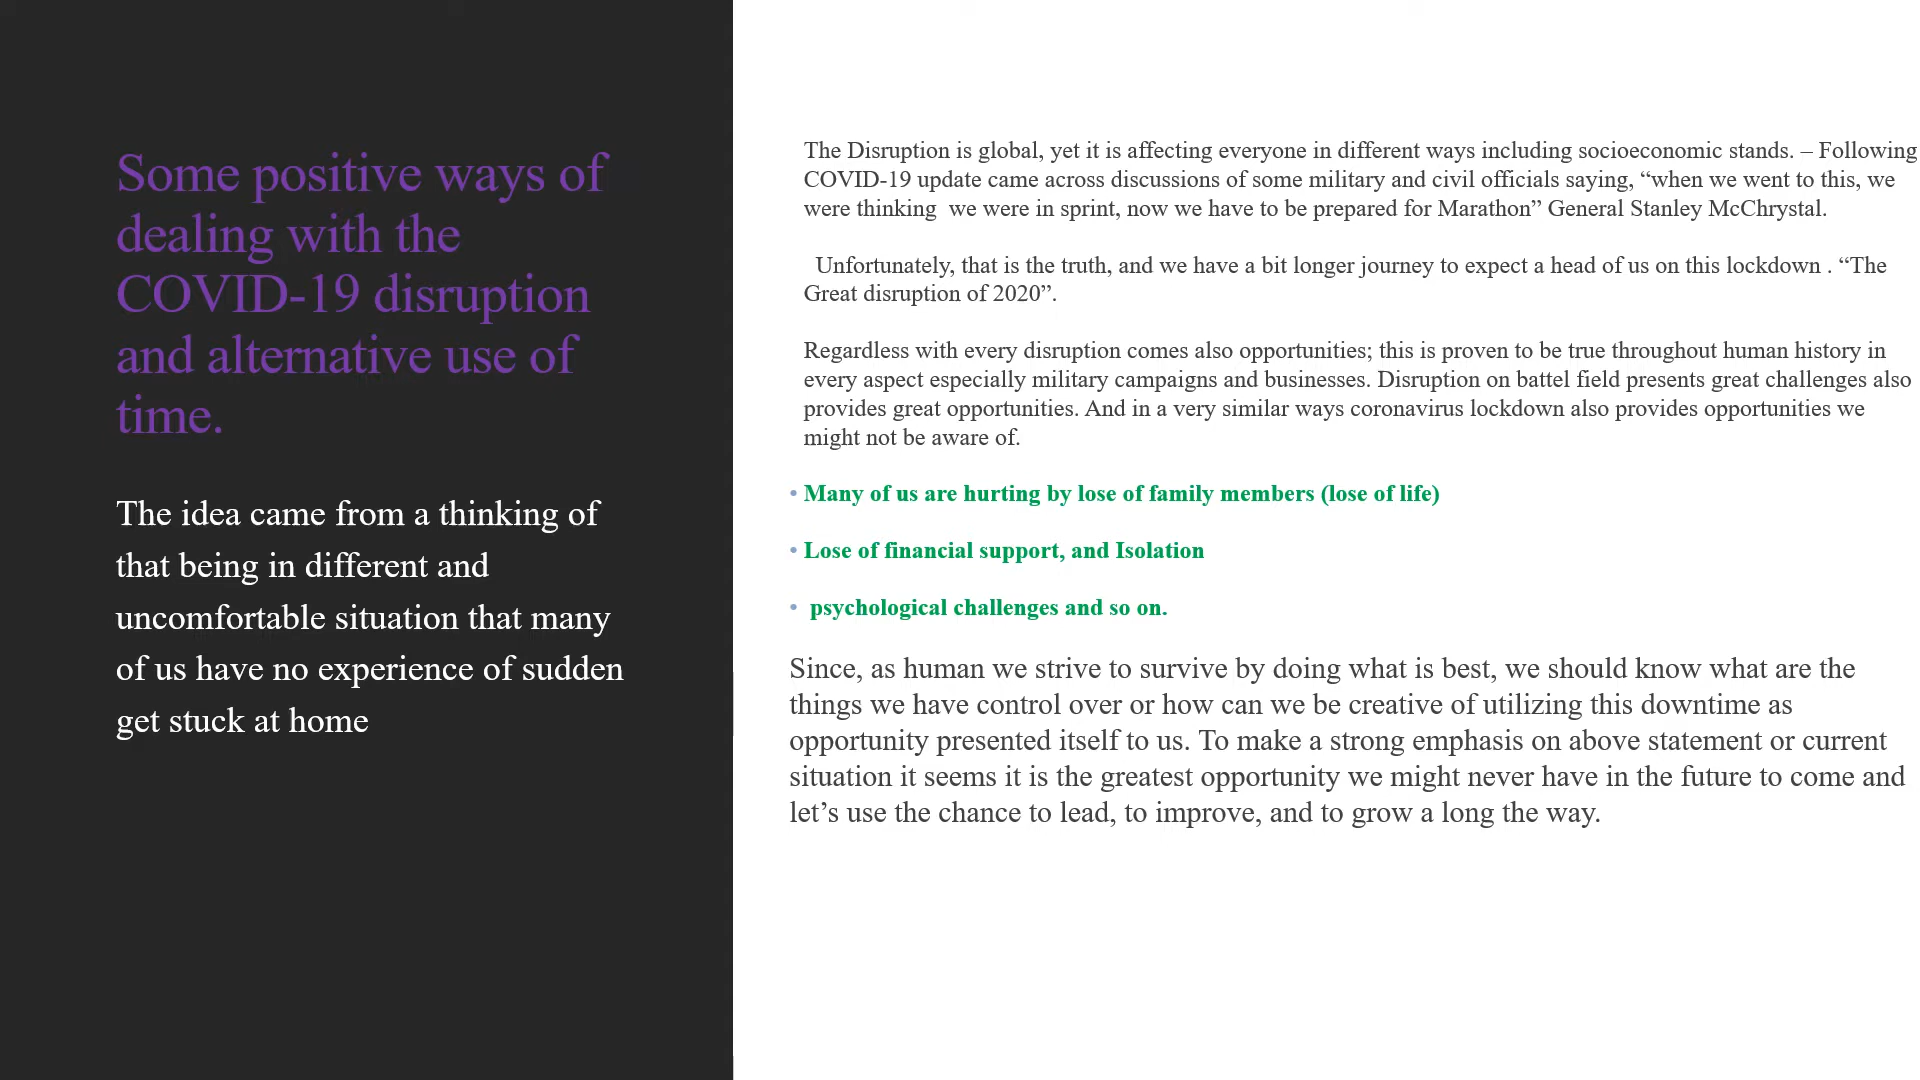 Some positive ways of
dealing with the
COVID-19 disruption
and alternative use of
time.
The idea came from a thinking of
that being in different and
uncomfortable situation that many
of us have no experience of sudden
get stuck at home
The Disruption is global, yet it is affecting everyone in different ways including socioeconomic stands. – Following
COVID-19 update came across discussions of some military and civil officials saying, “when we went to this, we
were thinking  we were in sprint, now we have to be prepared for Marathon” General Stanley McChrystal.
Unfortunately, that is the truth, and we have a bit longer journey to expect a head of us on this lockdown . “The
Great disruption of 2020”.
Regardless with every disruption comes also opportunities; this is proven to be true throughout human history in
every aspect especially military campaigns and businesses. Disruption on battel field presents great challenges also
provides great opportunities. And in a very similar ways coronavirus lockdown also provides opportunities we
might not be aware of.
• Many of us are hurting by lose of family members (lose of life)
• Lose of financial support, and Isolation
• psychological challenges and so on.
Since, as human we strive to survive by doing what is best, we should know what are the
things we have control over or how can we be creative of utilizing this downtime as
opportunity presented itself to us. To make a strong emphasis on above statement or current
situation it seems it is the greatest opportunity we might never have in the future to come and
let’s use the chance to lead, to improve, and to grow a long the way.